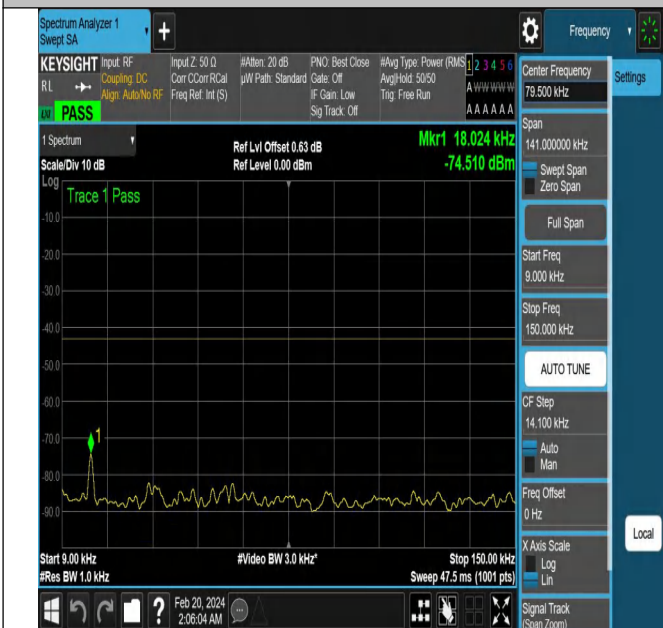 Spectrum Analyzer 1
Swept SA
+
Frequency
KEYSIGHT
RL
PASS
Input: RF
Coupling: DC
Align: Auto/No RF
Input Z: 50 Ω
Corr CCorr RCal
Freq Ref: Int (S)
#Atten: 20 dB
µW Path: Standard
PNO: Best Close
Gate: Off
IF Gain: Low
Sig Track: Off
#Avg Type: Power (RMS
Avg|Hold: 50/50
Trig: Free Run
1 2 3 4 5 6
A W W W W W
A A A A A A
1 Spectrum
Scale/Div 10 dB
Ref Lvl Offset 0.63 dB
Ref Level 0.00 dBm
Mkr1 18.024 kHz
-74.510 dBm
Log
Trace 1 Pass
-10.0
-20.0
-30.0
-40.0
-50.0
-60.0
-70.0
-80.0
-90.0
1
Start 9.00 kHz
#Res BW 1.0 kHz
#Video BW 3.0 kHz*
Stop 150.00 kHz
Sweep 47.5 ms (1001 pts)
?
Feb 20, 2024
2:06:04 AM
Center Frequency
79.500 kHz
Span
141.000000 kHz
Swept Span
Zero Span
Full Span
Start Freq
9.000 kHz
Stop Freq
150.000 kHz
AUTO TUNE
CF Step
14.100 kHz
Auto
Man
Freq Offset
0 Hz
X Axis Scale
Log
Lin
Signal Track
(Span Zoom)
Settings
Local